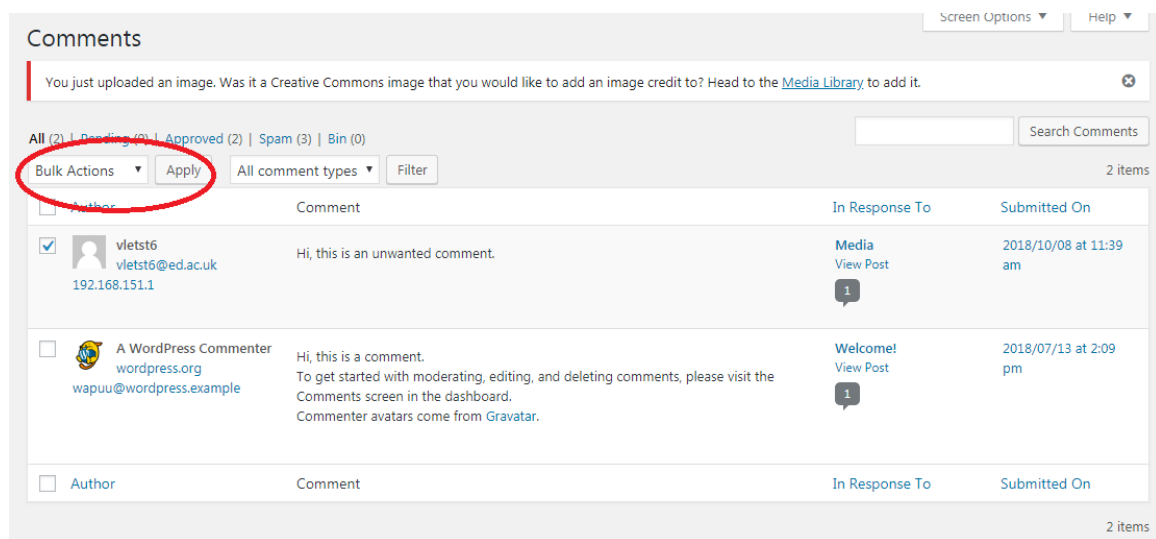 Screen Options ▼ Help ▼
Comments
You just uploaded an image. Was it a Creative Commons image that you would like to add an image credit to? Head to the Media Library to add it.
All (2) | Pending (0) | Approved (2) | Spam (3) | Bin (0)
Search Comments
Bulk Actions ▼ Apply All comment types ▼ Filter 2 items
Author Comment In Response To Submitted On
vletst6 Media 2018/10/08 at 11:39
vletst6@ed.ac.uk Hi, this is an unwanted comment. View Post am
192.168.151.1 1
A WordPress Commenter Welcome! 2018/07/13 at 2:09
wordpress.org Hi, this is a comment. View Post pm
wapuu@wordpress.example To get started with moderating, editing, and deleting comments, please visit the 1
Comments screen in the dashboard.
Commenter avatars come from Gravatar.
Author Comment In Response To Submitted On
2 items